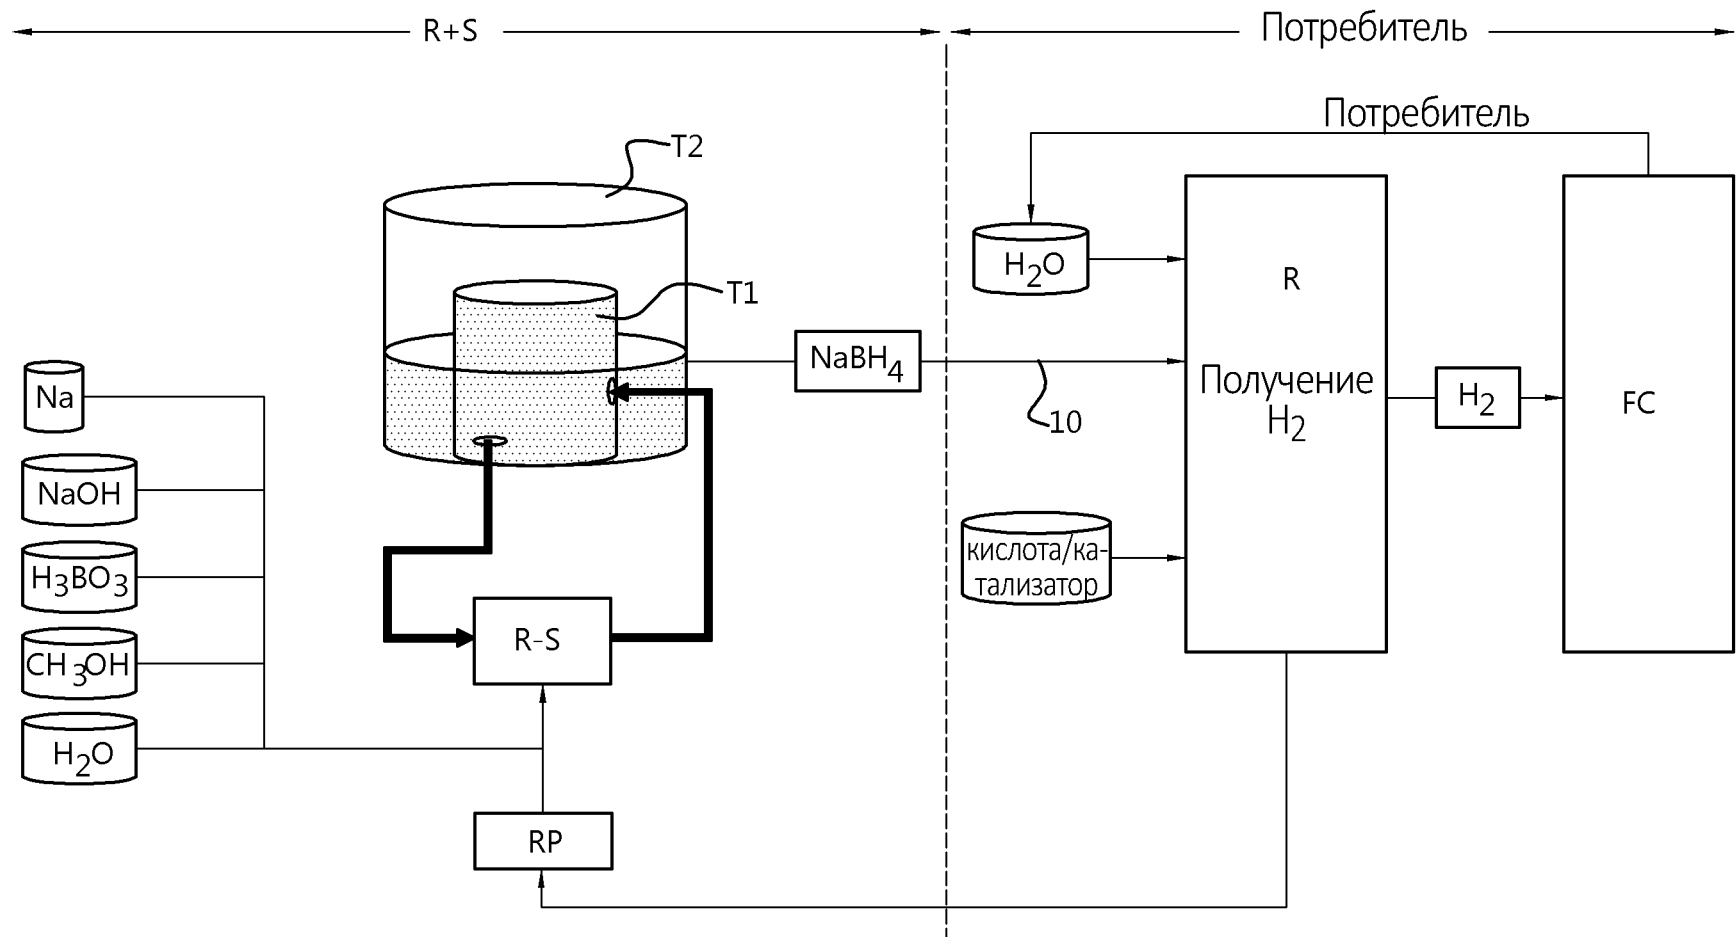 R+S
Потребитель
Потребитель
T2
H2O
R
T1
NaBH4
Получение
H2
H2
FC
Na
10
NaOH
кислота/ка-
тализатор
H3BO3
R-S
CH3OH
H2O
RP